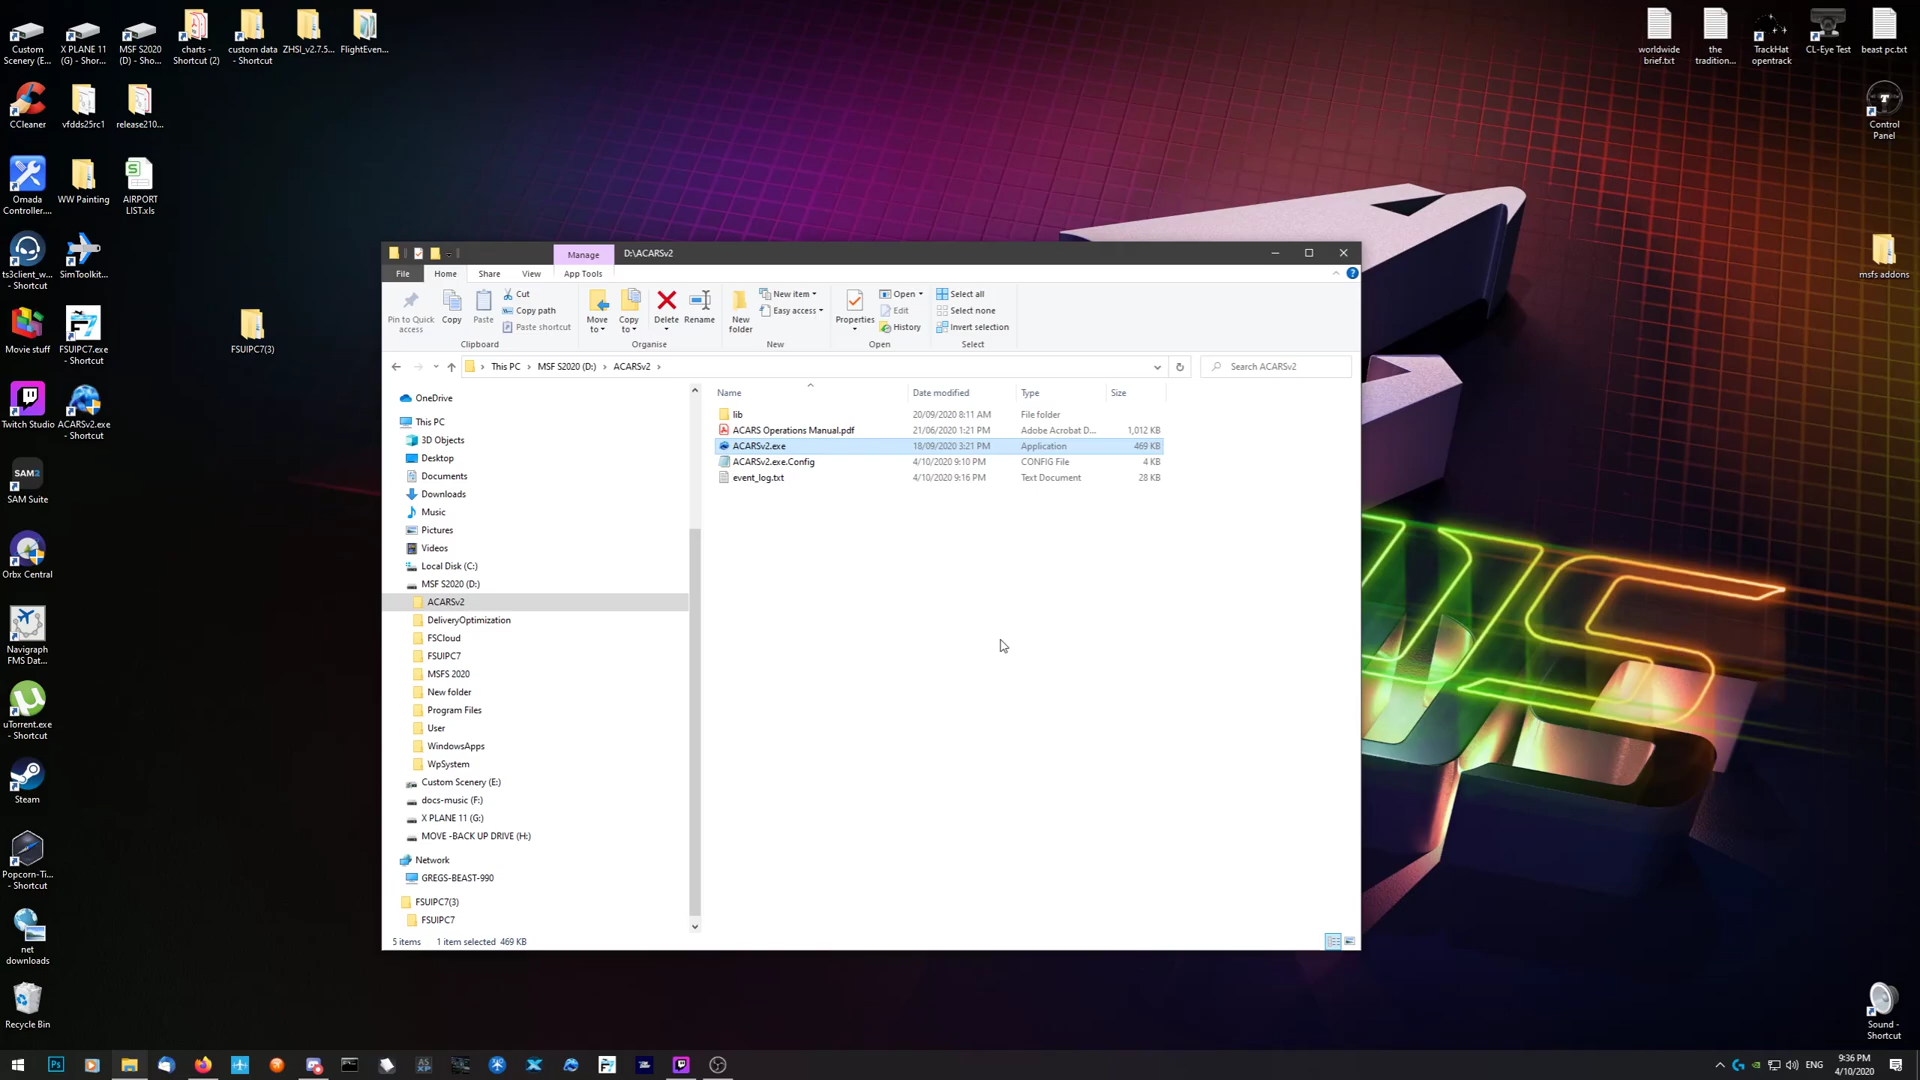 Custom
Scenery (E...
X PLANE 11
(G) - Shor...
MSF S2020
(D) - Sho...
charts -
Shortcut (2)
custom data
- Shortcut
ZHSI_v2.7.5...
FlightEven...
worldwide
brief.txt
the
tradition...
TrackHat
opentrack
CL-Eye Test
beast pc.txt
CCleaner
vfdds25rc1
release210...
Control
Panel
Omada
Controller....
WW Painting
AIRPORT
LIST.xls
ts3client_w...
- Shortcut
SimToolkit...
msfs addons
Movie stuff
FSUIPC7.exe
- Shortcut
FSUIPC7(3)
Twitch Studio
ACARSv2.exe
- Shortcut
SAM2
SAM Suite
Orbx Central
Navigraph
FMS Dat...
uTorrent.exe
- Shortcut
Steam
Popcorn-Ti...
- Shortcut
net
downloads
Recycle Bin
Sound -
Shortcut
Manage
D:\ACARSv2
File
Home
Share
View
App Tools
Pin to Quick
access
Copy
Paste
Cut
Copy path
Paste shortcut
Clipboard
Move
to
Copy
to
Delete
Rename
Organise
New
folder
New item
Easy access
New
Properties
Open
Edit
History
Open
Select all
Select none
Invert selection
Select
This PC
MSF S2020 (D:)
ACARSv2
Search ACARSv2
Name
Date modified
Type
Size
lib 20/09/2020 8:11 AM File folder
ACARS Operations Manual.pdf 21/06/2020 1:21 PM Adobe Acrobat D... 1,012 KB
ACARSv2.exe 18/09/2020 3:21 PM Application 469 KB
ACARSv2.exe.Config 4/10/2020 9:10 PM CONFIG File 4 KB
event_log.txt 4/10/2020 9:16 PM Text Document 28 KB
OneDrive
This PC
3D Objects
Desktop
Documents
Downloads
Music
Pictures
Videos
Local Disk (C:)
MSF S2020 (D:)
ACARSv2
DeliveryOptimization
FSCloud
FSUIPC7
MSFS 2020
New folder
Program Files
User
WindowsApps
WpSystem
Custom Scenery (E:)
docs-music (F:)
X PLANE 11 (G:)
MOVE -BACK UP DRIVE (H:)
Network
GREGS-BEAST-990
FSUIPC7(3)
FSUIPC7
5 items
1 item selected 469 KB
ENG
9:36 PM
4/10/2020